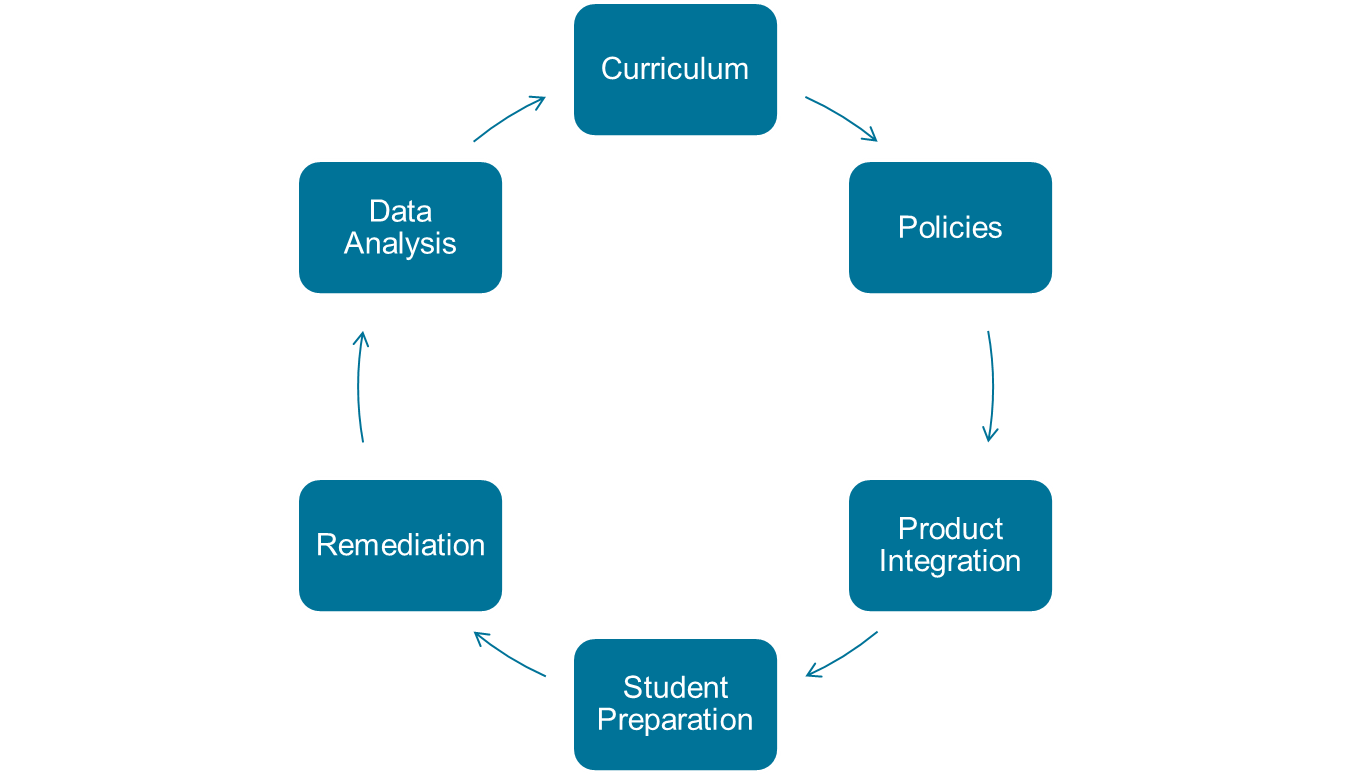 Curriculum
Policies
Product
Integration
Student
Preparation
Remediation
Data
Analysis